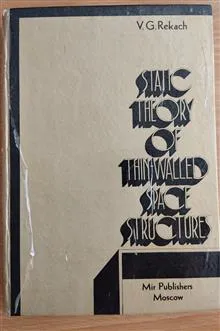 V. G. Rekach
STATIC
THEORY
OF
THIN-WALLED
SPACE
STRUCTURES
Mir Publishers
Moscow